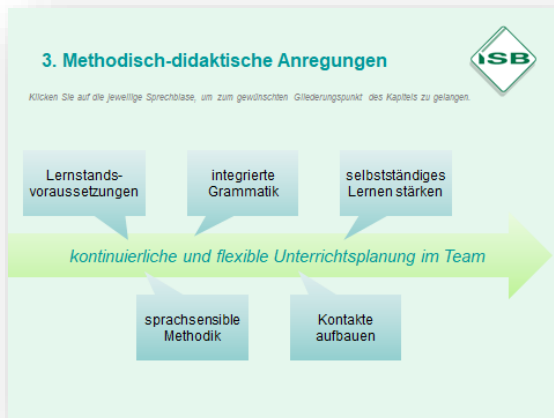 3. Methodisch-didaktische Anregungen
ISB
Klicken Sie auf die jeweilige Sprechblase, um zum gewünschten Gliederungspunkt des Kapitels zu gelangen.
Lernstands-
voraussetzungen
integrierte
Grammatik
selbstständiges
Lernen stärken
kontinuierliche und flexible Unterrichtsplanung im Team
sprachsensible
Methodik
Kontakte
aufbauen